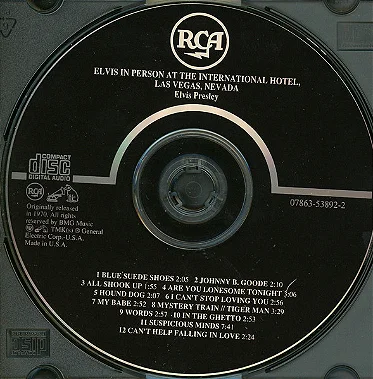 RCA
ELVIS IN PERSON AT THE INTERNATIONAL HOTEL,
LAS VEGAS, NEVADA
Elvis Presley
COMPACT
disc
DIGITAL AUDIO
RCA
07863-53892-2
Originally released
in 1970. All rights
reserved by BMG Music
TMK(s) ® General
Electric Corp.-U.S.A.
Made in U.S.A.
1 BLUE SUEDE SHOES 2:05 2 JOHNNY B. GOODE 2:10
3 ALL SHOOK UP 1:55 4 ARE YOU LONESOME TONIGHT 3:06
5 HOUND DOG 2:07 6 I CAN'T STOP LOVING YOU 2:56
7 MY BABE 2:52 8 MYSTERY TRAIN // TIGER MAN 3:29
9 WORDS 2:57 -10 IN THE GHETTO 2:53
11 SUSPICIOUS MINDS 7:41
12 CAN'T HELP FALLING IN LOVE 2:24